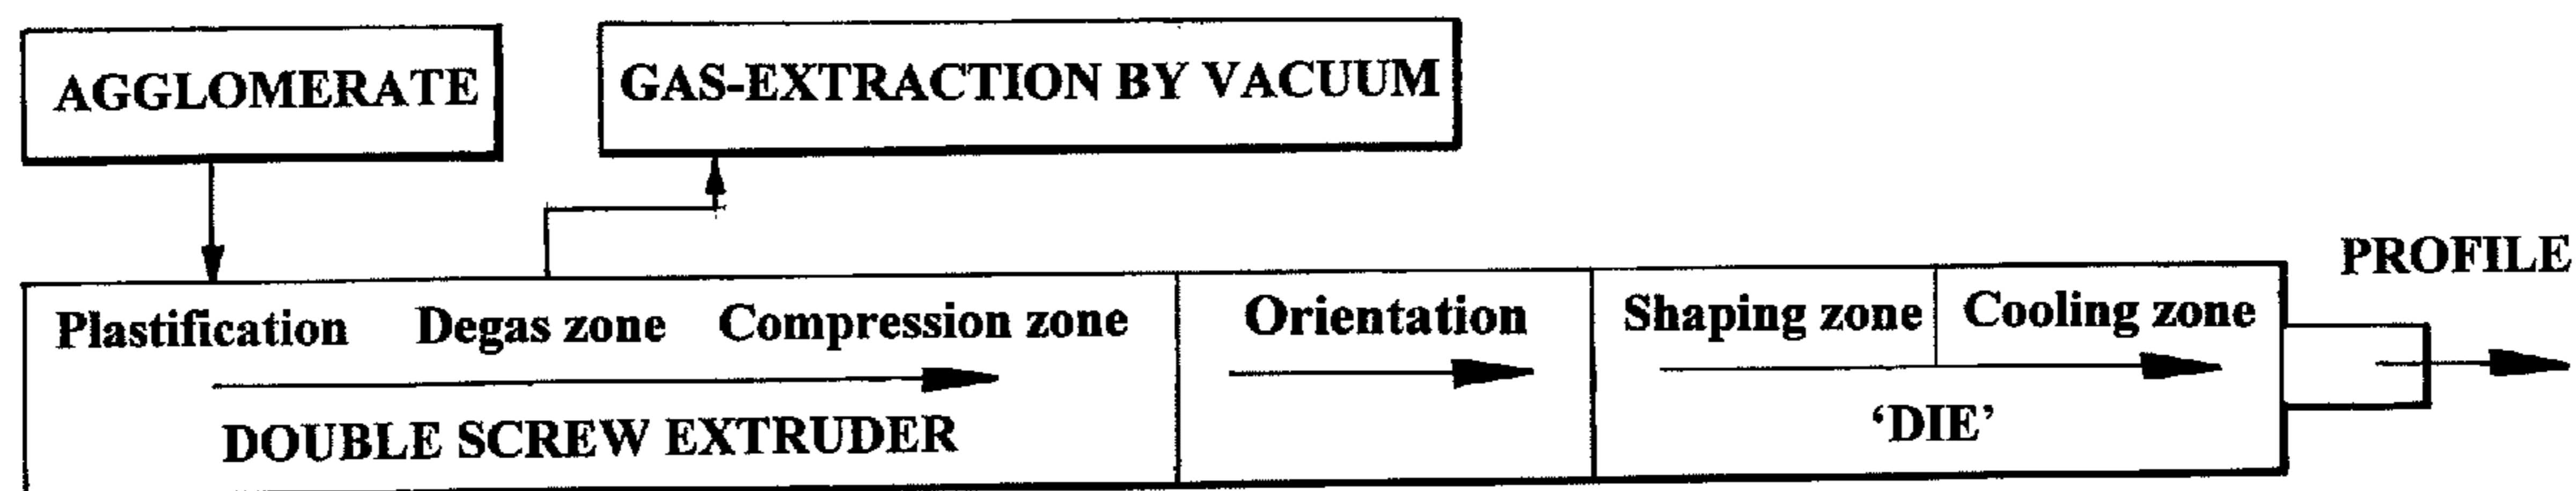 AGGLOMERATE
GAS-EXTRACTION BY VACUUM
PROFILE
Plastification Degas zone Compression zone
Orientation
Shaping zone Cooling zone
DOUBLE SCREW EXTRUDER
‘DIE’